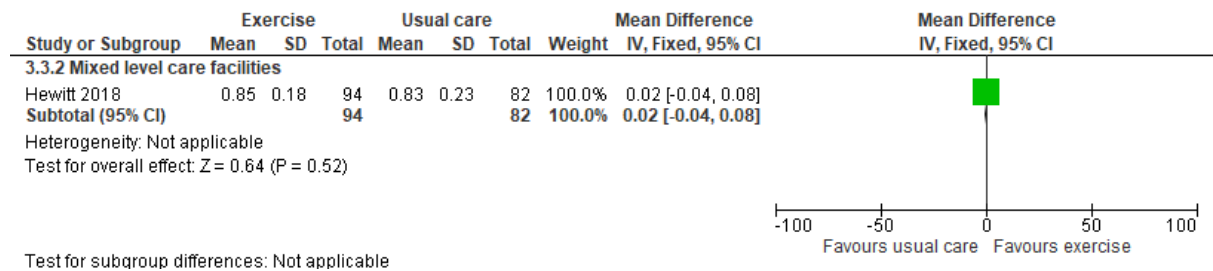 Exercise Usual care Mean Difference Mean Difference
Study or Subgroup Mean SD Total Mean SD Total Weight IV, Fixed, 95% CI IV, Fixed, 95% CI
3.3.2 Mixed level care facilities
Hewitt 2018 0.85 0.18 94 0.83 0.23 82 100.0% 0.02 [-0.04, 0.08]
Subtotal (95% CI) 94 82 100.0% 0.02 [-0.04, 0.08]
Heterogeneity: Not applicable
Test for overall effect: Z = 0.64 (P = 0.52)
-100 -50 0 50 100
Favours usual care Favours exercise
Test for subgroup differences: Not applicable